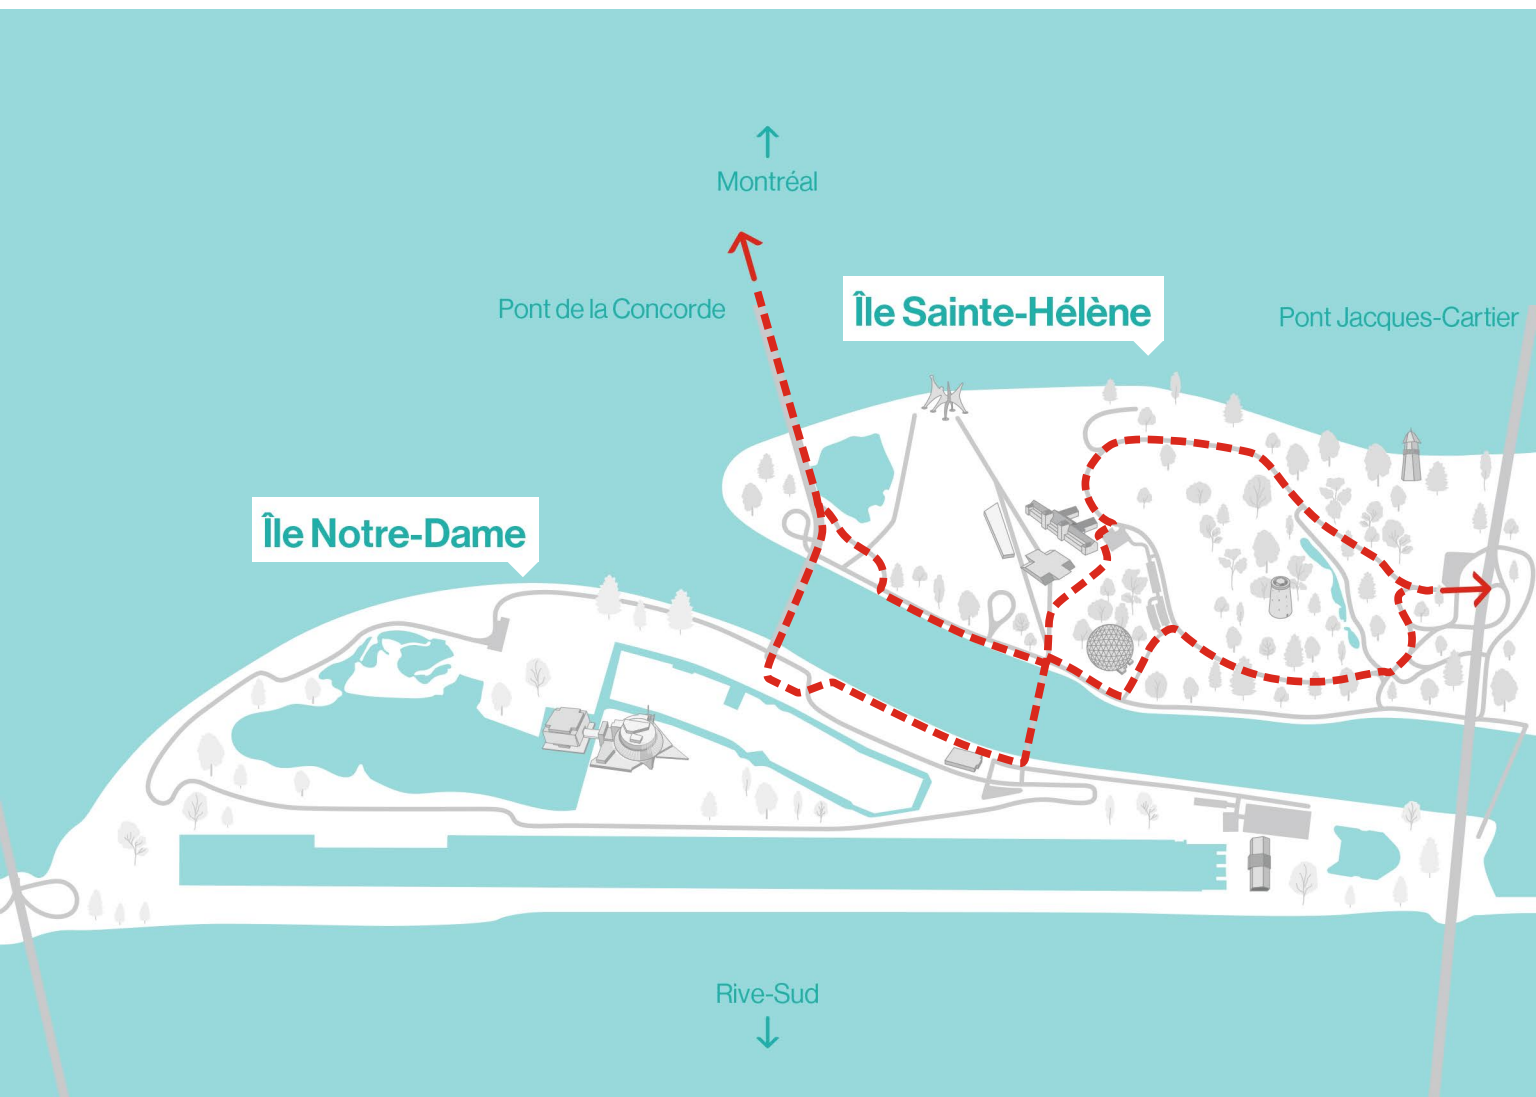 Montréal
Pont de la Concorde
Île Sainte-Hélène
Pont Jacques-Cartier
Île Notre-Dame
Rive-Sud